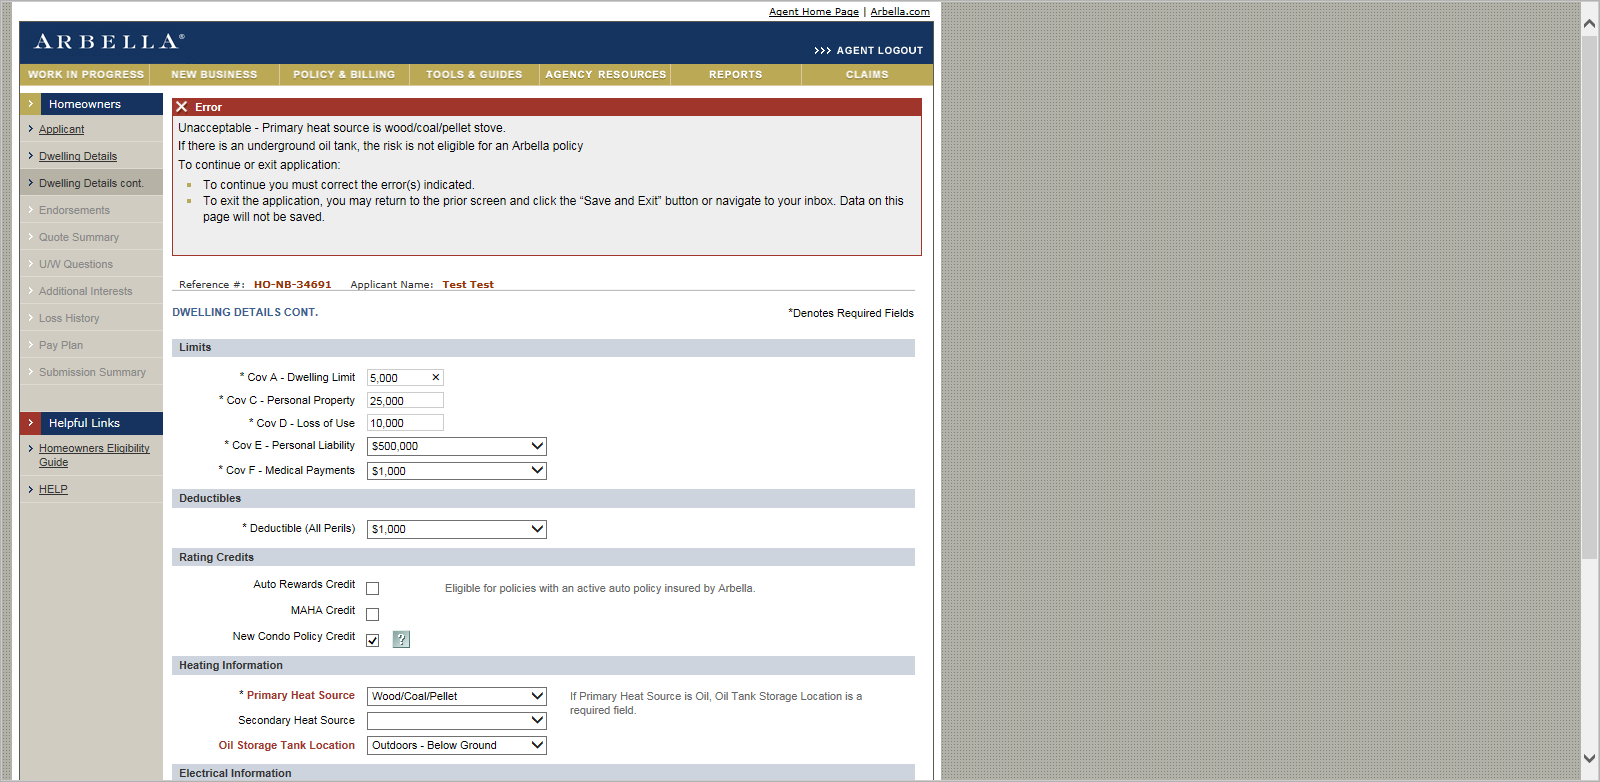 Agent Home Page | Arbella.com
ARBELLA®
>>> AGENT LOGOUT
WORK IN PROGRESS NEW BUSINESS POLICY & BILLING TOOLS & GUIDES AGENCY RESOURCES REPORTS CLAIMS
Homeowners
Applicant
Dwelling Details
Dwelling Details cont.
Endorsements
Quote Summary
U/W Questions
Additional Interests
Loss History
Pay Plan
Submission Summary
Helpful Links
Homeowners Eligibility
Guide
HELP
Error
Unacceptable - Primary heat source is wood/coal/pellet stove.
If there is an underground oil tank, the risk is not eligible for an Arbella policy
To continue or exit application:
To continue you must correct the error(s) indicated.
To exit the application, you may return to the prior screen and click the “Save and Exit” button or navigate to your inbox. Data on this
page will not be saved.
Reference #: HO-NB-34691 Applicant Name: Test Test
DWELLING DETAILS CONT.
*Denotes Required Fields
Limits
* Cov A - Dwelling Limit 5,000
* Cov C - Personal Property 25,000
* Cov D - Loss of Use 10,000
* Cov E - Personal Liability $500,000
* Cov F - Medical Payments $1,000
Deductibles
* Deductible (All Perils) $1,000
Rating Credits
Auto Rewards Credit Eligible for policies with an active auto policy insured by Arbella.
MAHA Credit
New Condo Policy Credit ?
Heating Information
* Primary Heat Source Wood/Coal/Pellet If Primary Heat Source is Oil, Oil Tank Storage Location is a
required field.
Secondary Heat Source
Oil Storage Tank Location Outdoors - Below Ground
Electrical Information